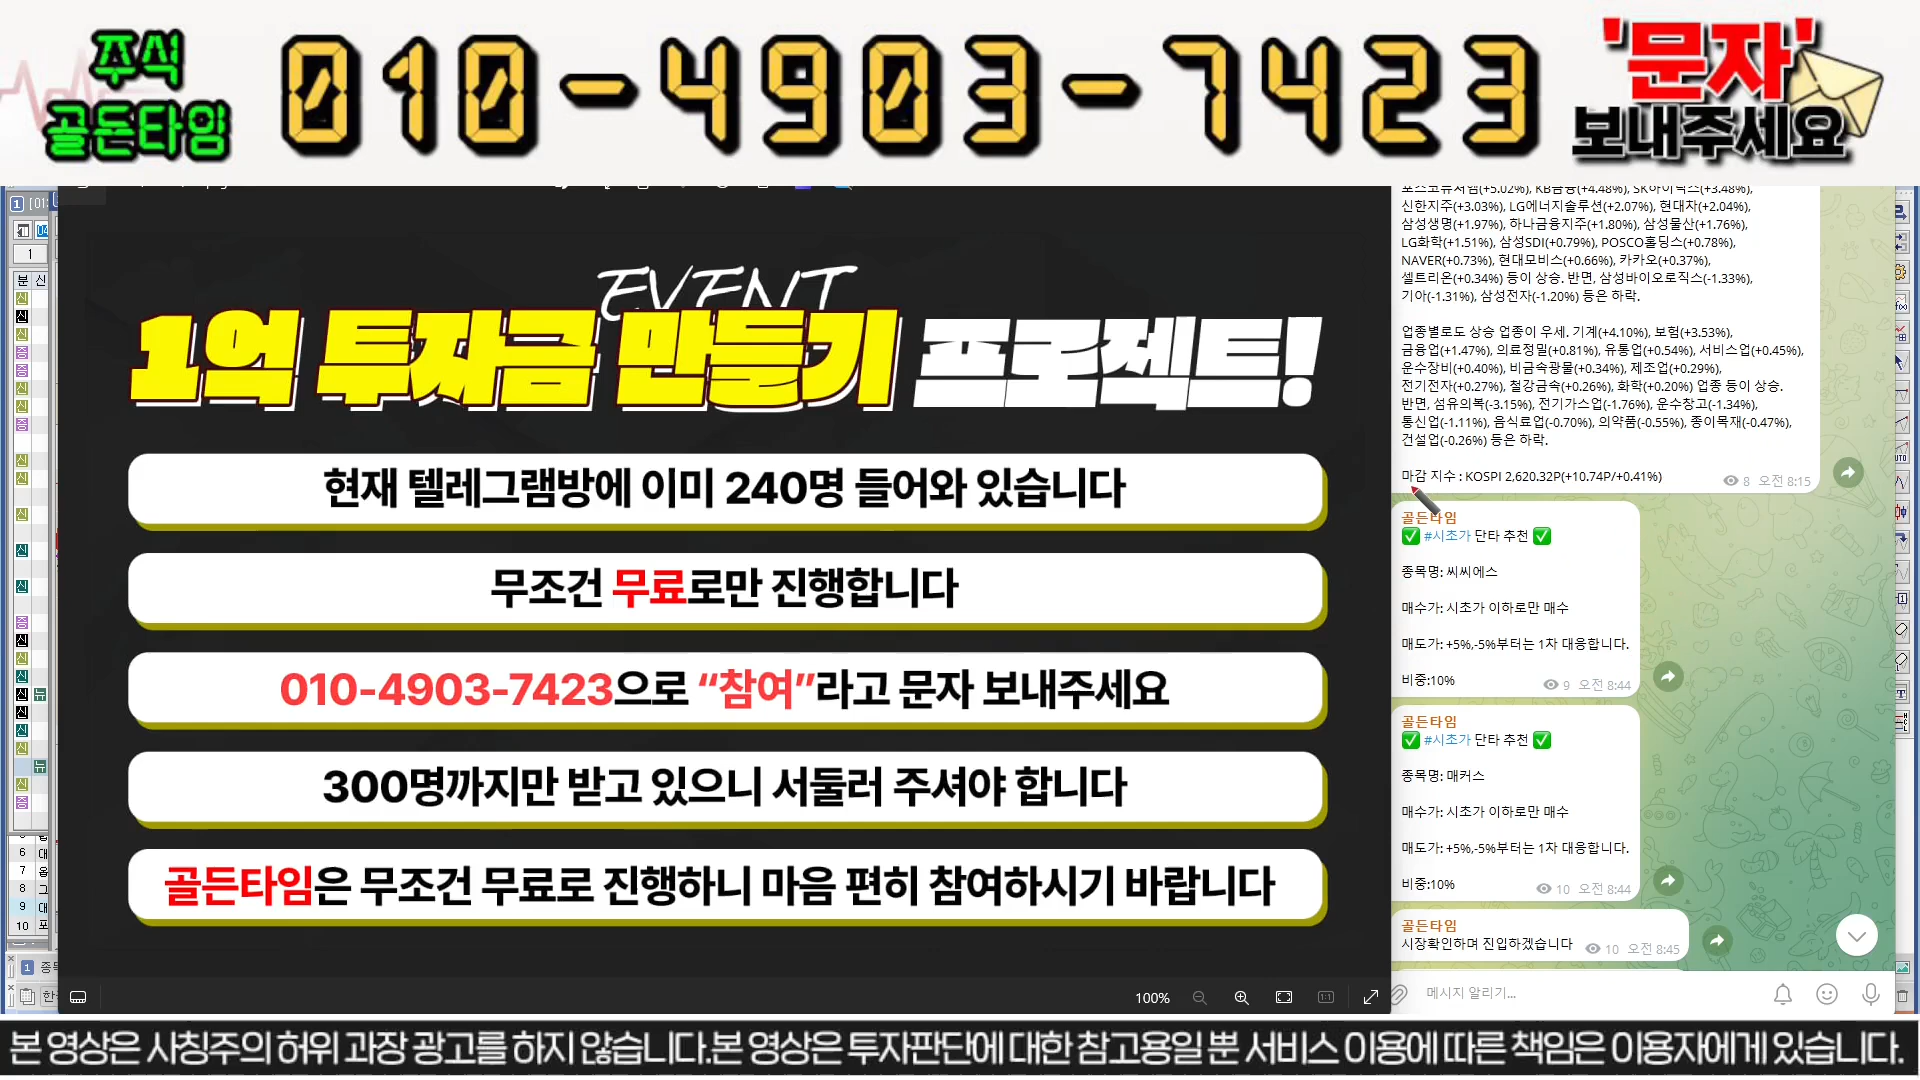 주식
골든타임
010-4903-7423
'문자'
보내주세요
EVENT
1억 투자금 만들기 프로젝트!
현재 텔레그램방에 이미 240명 들어와 있습니다
무조건 무료로만 진행합니다
010-4903-7423으로 “참여”라고 문자 보내주세요
300명까지만 받고 있으니 서둘러 주셔야 합니다
골든타임은 무조건 무료로 진행하니 마음 편히 참여하시기 바랍니다
100%
포스코퓨처엠(+5.02%), KB금융(+4.48%), SK하이닉스(+3.48%),
신한지주(+3.03%), LG에너지솔루션(+2.07%), 현대차(+2.04%),
삼성생명(+1.97%), 하나금융지주(+1.80%), 삼성물산(+1.76%),
LG화학(+1.51%), 삼성SDI(+0.79%), POSCO홀딩스(+0.78%),
NAVER(+0.73%), 현대모비스(+0.66%), 카카오(+0.37%),
셀트리온(+0.34%) 등이 상승. 반면, 삼성바이오로직스(-1.33%),
기아(-1.31%), 삼성전자(-1.20%) 등은 하락.
업종별로도 상승 업종이 우세. 기계(+4.10%), 보험(+3.53%),
금융업(+1.47%), 의료정밀(+0.81%), 유통업(+0.54%), 서비스업(+0.45%),
운수장비(+0.40%), 비금속광물(+0.34%), 제조업(+0.29%),
전기전자(+0.27%), 철강금속(+0.26%), 화학(+0.20%) 업종 등이 상승.
반면, 섬유의복(-3.15%), 전기가스업(-1.76%), 운수창고(-1.34%),
통신업(-1.11%), 음식료업(-0.70%), 의약품(-0.55%), 종이목재(-0.47%),
건설업(-0.26%) 등은 하락.
마감 지수 : KOSPI 2,620.32P(+10.74P/+0.41%)
8 오전 8:15
골든타임
✅ #시초가 단타 추천 ✅
종목명: 씨씨에스
매수가: 시초가 이하로만 매수
매도가: +5%,-5%부터는 1차 대응합니다.
비중:10%
9 오전 8:44
골든타임
✅ #시초가 단타 추천 ✅
종목명: 매커스
매수가: 시초가 이하로만 매수
매도가: +5%,-5%부터는 1차 대응합니다.
비중:10%
10 오전 8:44
골든타임
시장확인하며 진입하겠습니다
10 오전 8:45
메시지 알리기...
본 영상은 사칭주의 허위 과장 광고를 하지 않습니다.본 영상은 투자판단에 대한 참고용일 뿐 서비스 이용에 따른 책임은 이용자에게 있습니다.